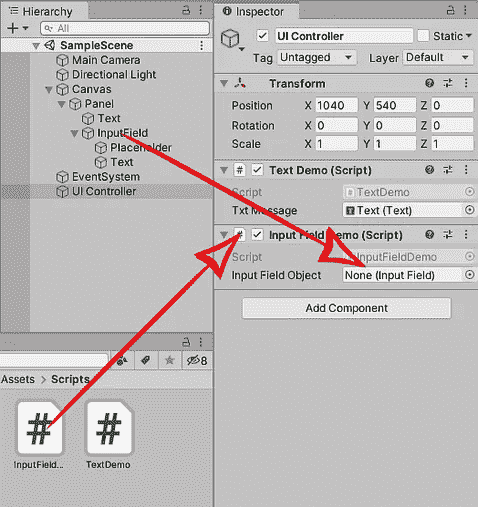 Hierarchy
All
SampleScene
Main Camera
Directional Light
Canvas
Panel
Text
InputField
Placeholder
Text
EventSystem
UI Controller
8
Assets > Scripts
#
#
InputField...
TextDemo
Inspector
UI Controller
Static
Tag Untagged Layer Default
Transform
Position X 1040 Y 540 Z 0
Rotation X 0 Y 0 Z 0
Scale X 1 Y 1 Z 1
# Text Demo (Script)
Script # TextDemo
Txt Message T Text (Text)
# Input Field Demo (Script)
Script InputFieldDemo
Input Field Object None (Input Field)
Add Component